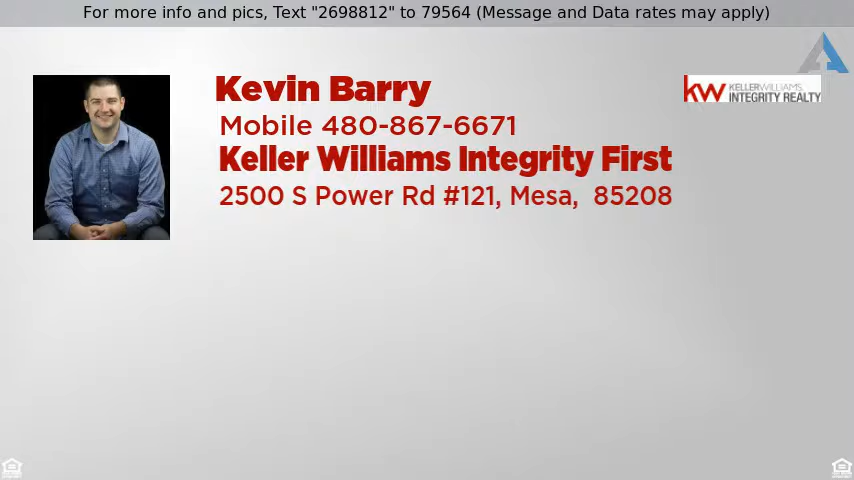 For more info and pics, Text "2698812" to 79564 (Message and Data rates may apply)
Kevin Barry
kw KELLERWILLIAMS.
INTEGRITY REALTY
Mobile 480-867-6671
Keller Williams Integrity First
2500 S Power Rd #121, Mesa,  85208